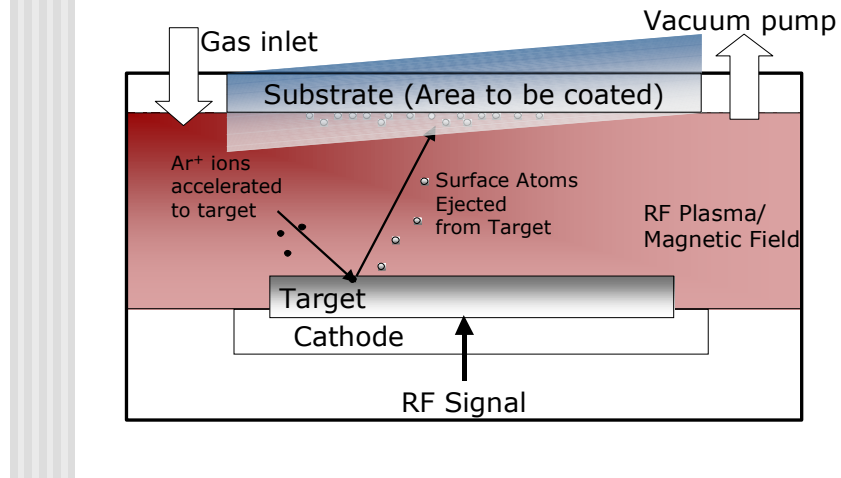 Vacuum pump
Gas inlet
Substrate (Area to be coated)
Ar⁺ ions
accelerated
to target
Surface Atoms
Ejected
from Target
RF Plasma/
Magnetic Field
Target
Cathode
RF Signal